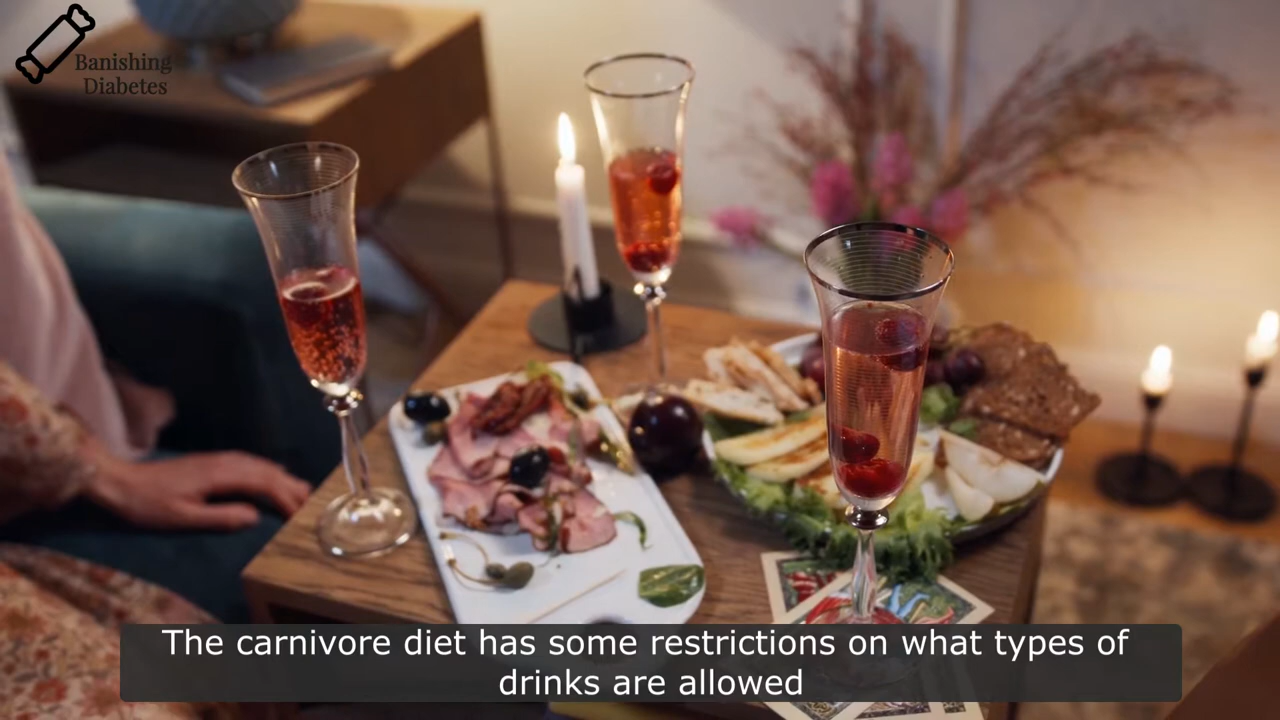 Banishing
Diabetes
The carnivore diet has some restrictions on what types of
drinks are allowed